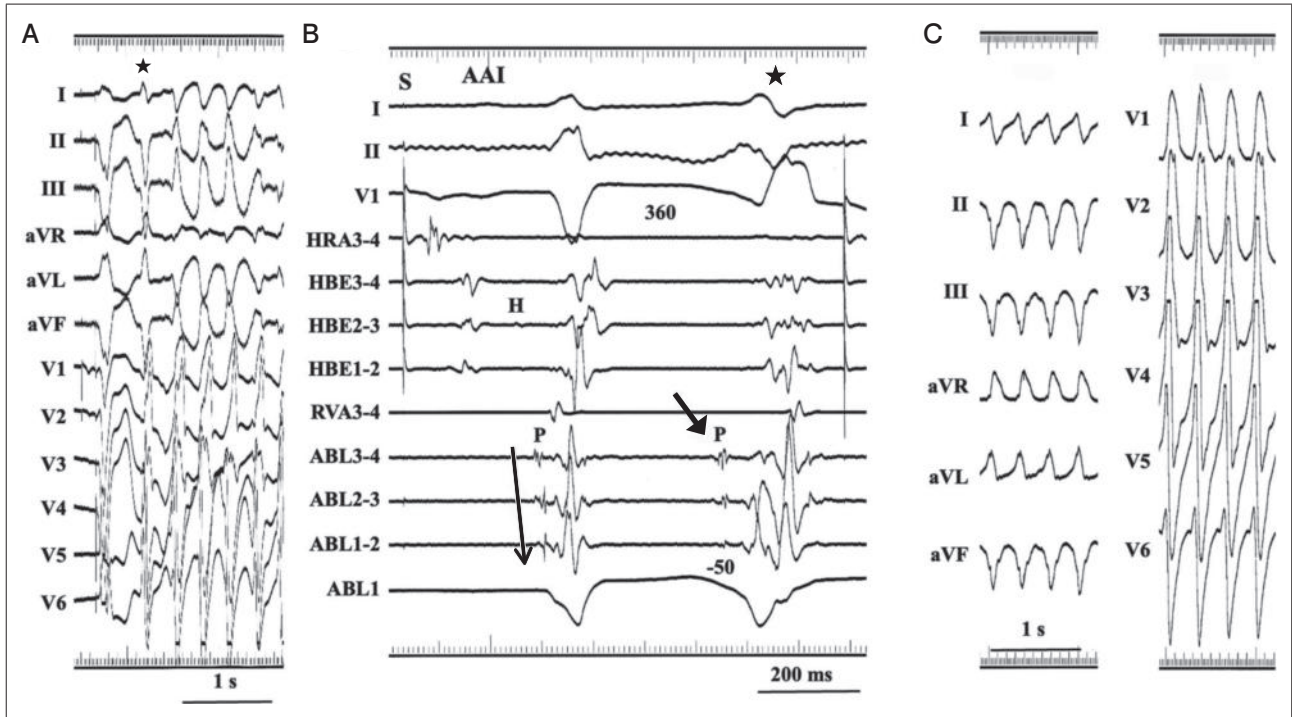 A
★
I
II
III
aVR
aVL
aVF
V1
V2
V3
V4
V5
V6
1 s
B
S AAI
★
I
II
V1
360
HRA3-4
HBE3-4
H
HBE2-3
HBE1-2
RVA3-4
P P
ABL3-4
ABL2-3
ABL1-2
-50
ABL1
200 ms
C
I
II
III
aVR
aVL
aVF
1 s
V1
V2
V3
V4
V5
V6